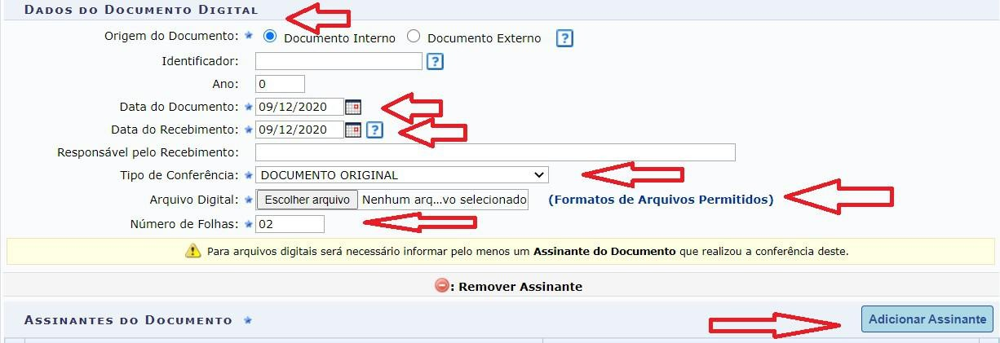 DADOS DO DOCUMENTO DIGITAL
Origem do Documento: Documento Interno Documento Externo ?
Identificador: ?
Ano: 0
Data do Documento: 09/12/2020
Data do Recebimento: 09/12/2020 ?
Responsável pelo Recebimento:
Tipo de Conferência: DOCUMENTO ORIGINAL
Arquivo Digital: Escolher arquivo Nenhum arq...vo selecionado (Formatos de Arquivos Permitidos)
Número de Folhas: 02
Para arquivos digitais será necessário informar pelo menos um Assinante do Documento que realizou a conferência deste.
: Remover Assinante
ASSINANTES DO DOCUMENTO Adicionar Assinante